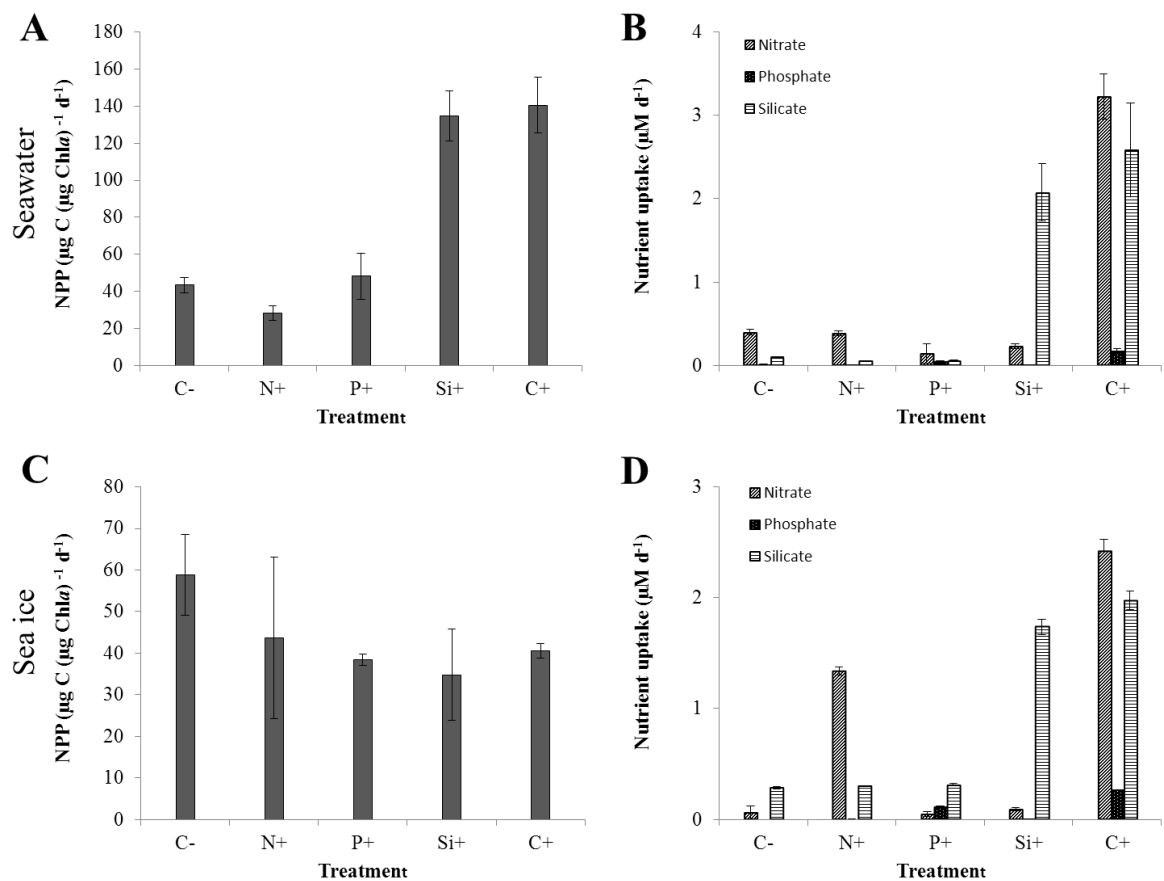 A
Seawater
NPP (µg C (µg Chla) -1 d-1)
180
160
140
120
100
80
60
40
20
0
C- N+ P+ Si+ C+
Treatment
B
Nutrient uptake (µM d-1)
4
3
2
1
0
Nitrate
Phosphate
Silicate
C- N+ P+ Si+ C+
Treatment
C
Sea ice
NPP (µg C (µg Chla) -1 d-1)
80
70
60
50
40
30
20
10
0
C- N+ P+ Si+ C+
Treatment
D
Nutrient uptake (µM d-1)
3
2
1
0
Nitrate
Phosphate
Silicate
C- N+ P+ Si+ C+
Treatment